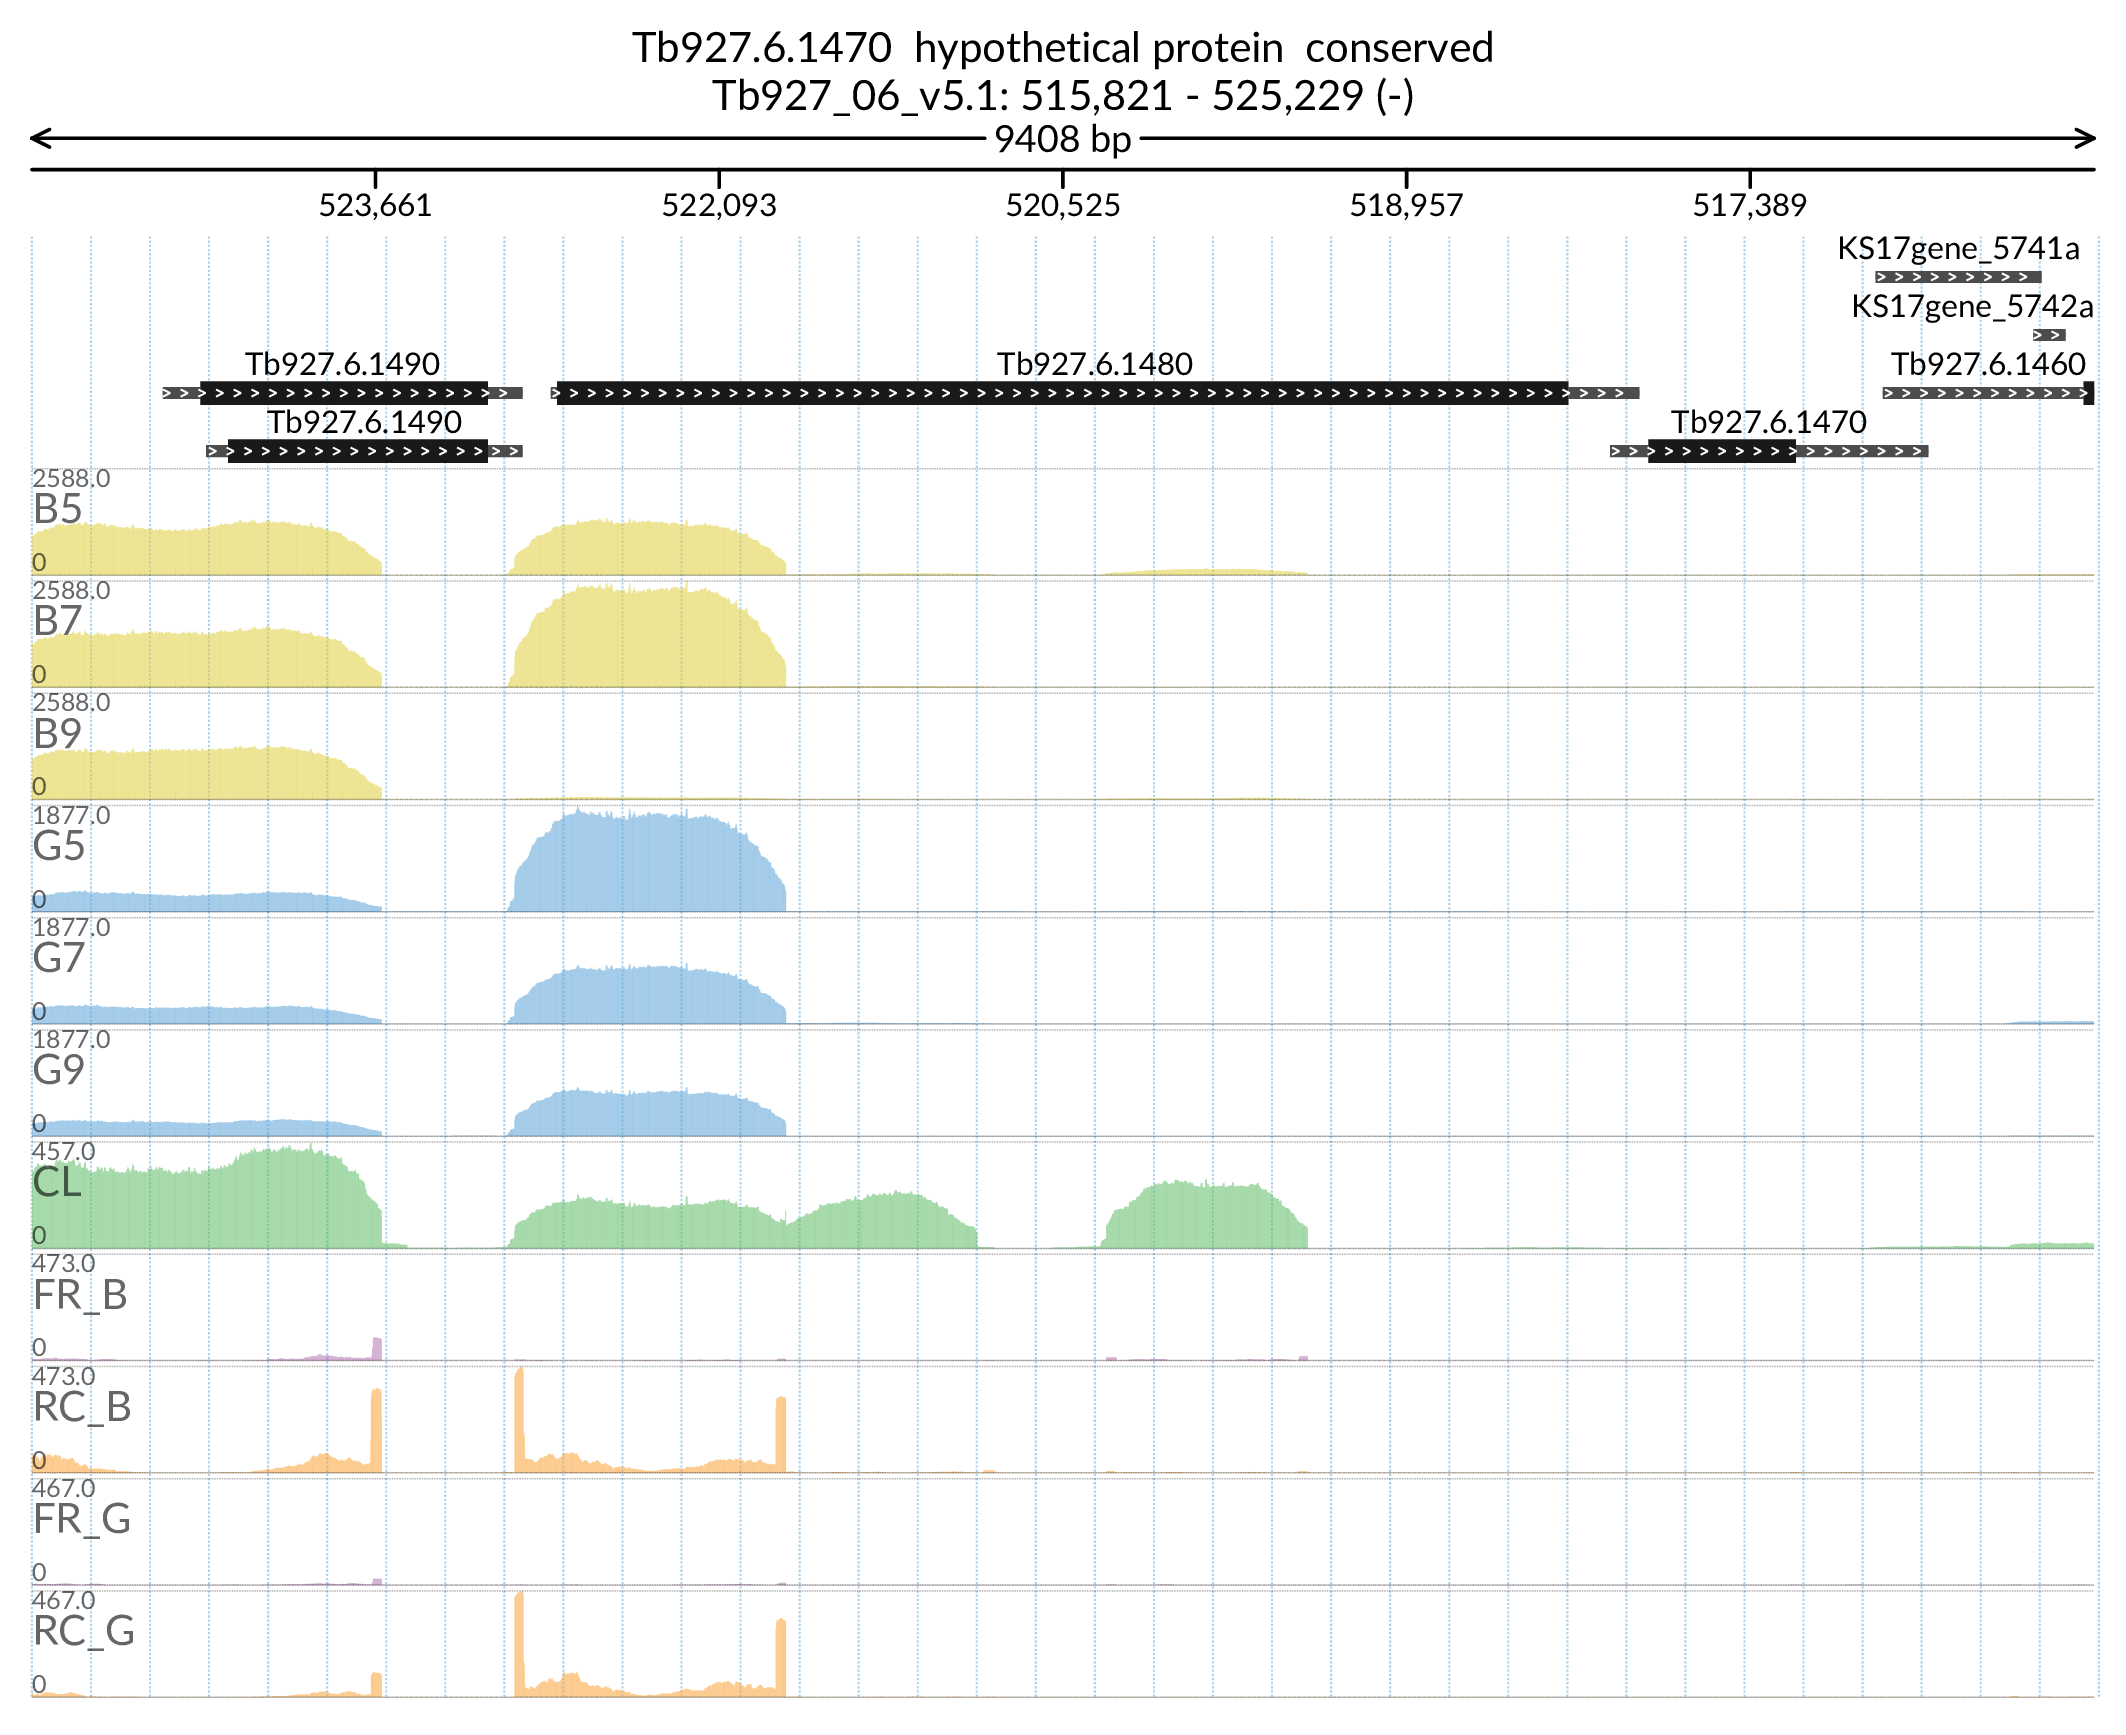 Tb927.6.1470 hypothetical protein conserved
Tb927_06_v5.1: 515,821 - 525,229 (-)
9408 bp
523,661 522,093 520,525 518,957 517,389
KS17gene_5741a
KS17gene_5742a
Tb927.6.1490 Tb927.6.1480 Tb927.6.1460
Tb927.6.1490 Tb927.6.1470
2588.0
B5
0
2588.0
B7
0
2588.0
B9
0
1877.0
G5
0
1877.0
G7
0
1877.0
G9
0
457.0
CL
0
473.0
FR_B
0
473.0
RC_B
0
467.0
FR_G
0
467.0
RC_G
0